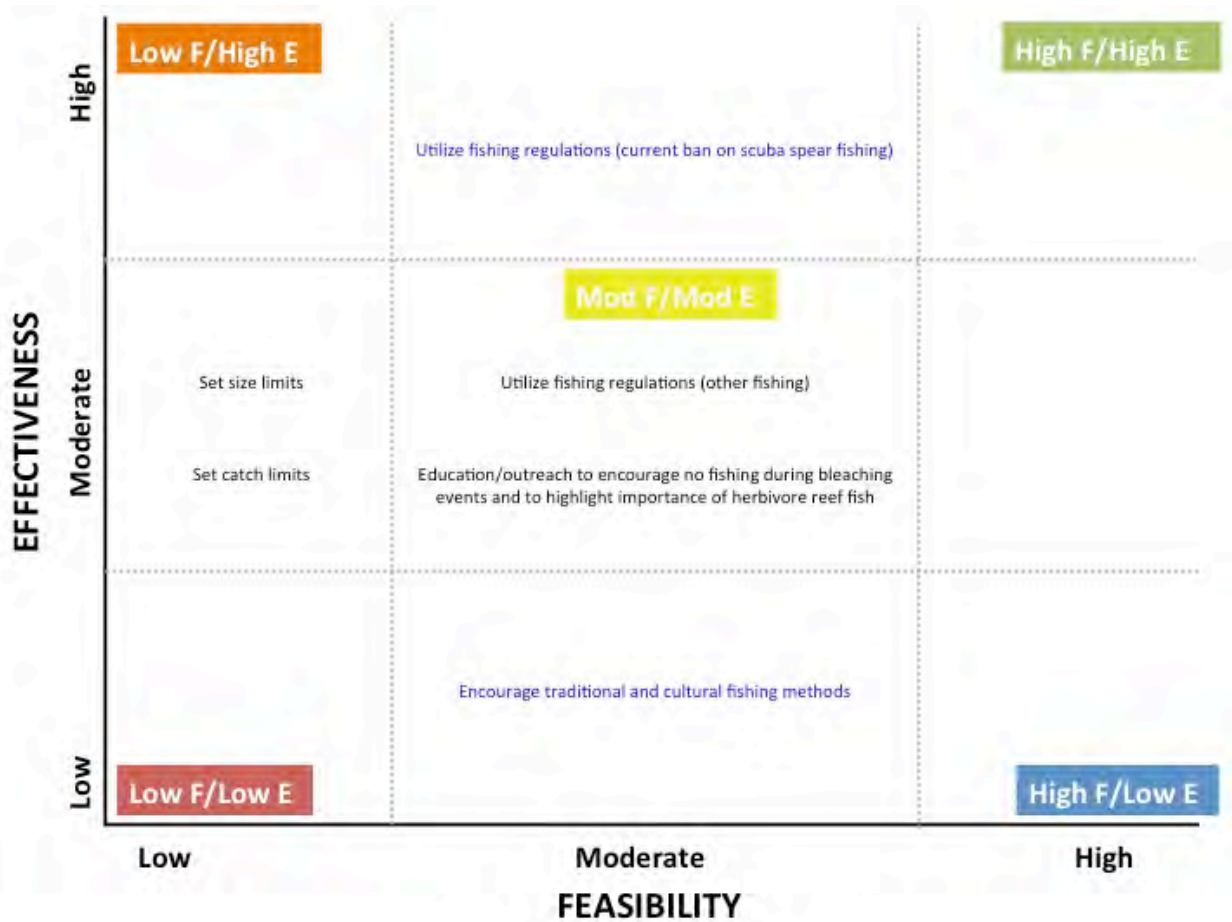 Low F/High E
High F/High E
High
Utilize fishing regulations (current ban on scuba spear fishing)
Mod F/Mod E
EFFECTIVENESS
Moderate
Set size limits
Utilize fishing regulations (other fishing)
Set catch limits
Education/outreach to encourage no fishing during bleaching
events and to highlight importance of herbivore reef fish
Encourage traditional and cultural fishing methods
Low
Low F/Low E
High F/Low E
Low
Moderate
High
FEASIBILITY